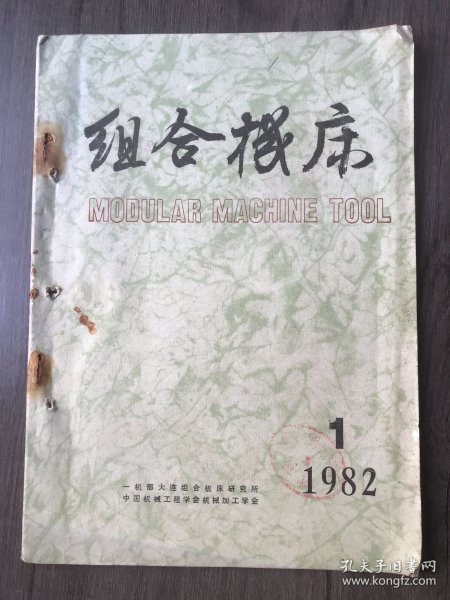 组合機床
MODULAR MACHINE TOOL
1
1982
一机部大连组合机床研究所
中国机械工程学会机械加工学会
孔夫子旧书网
www.kongfz.com